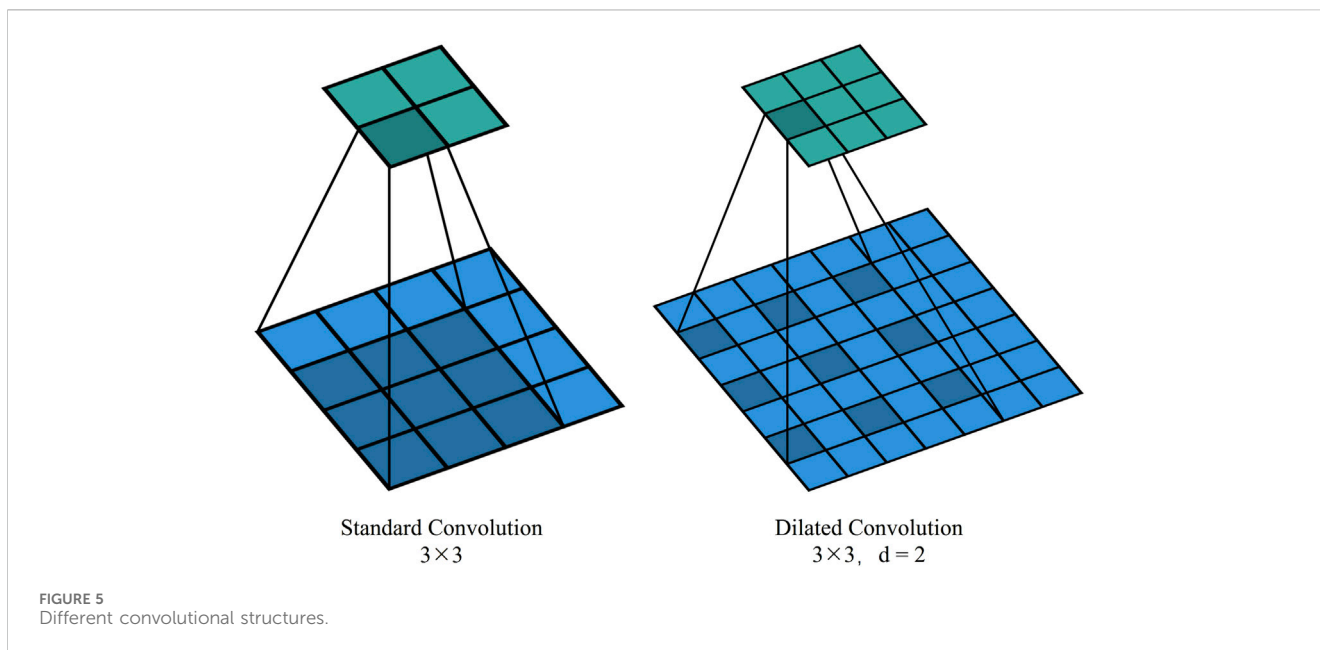 Standard Convolution
3×3
Dilated Convolution
3×3, d = 2
FIGURE 5
Different convolutional structures.